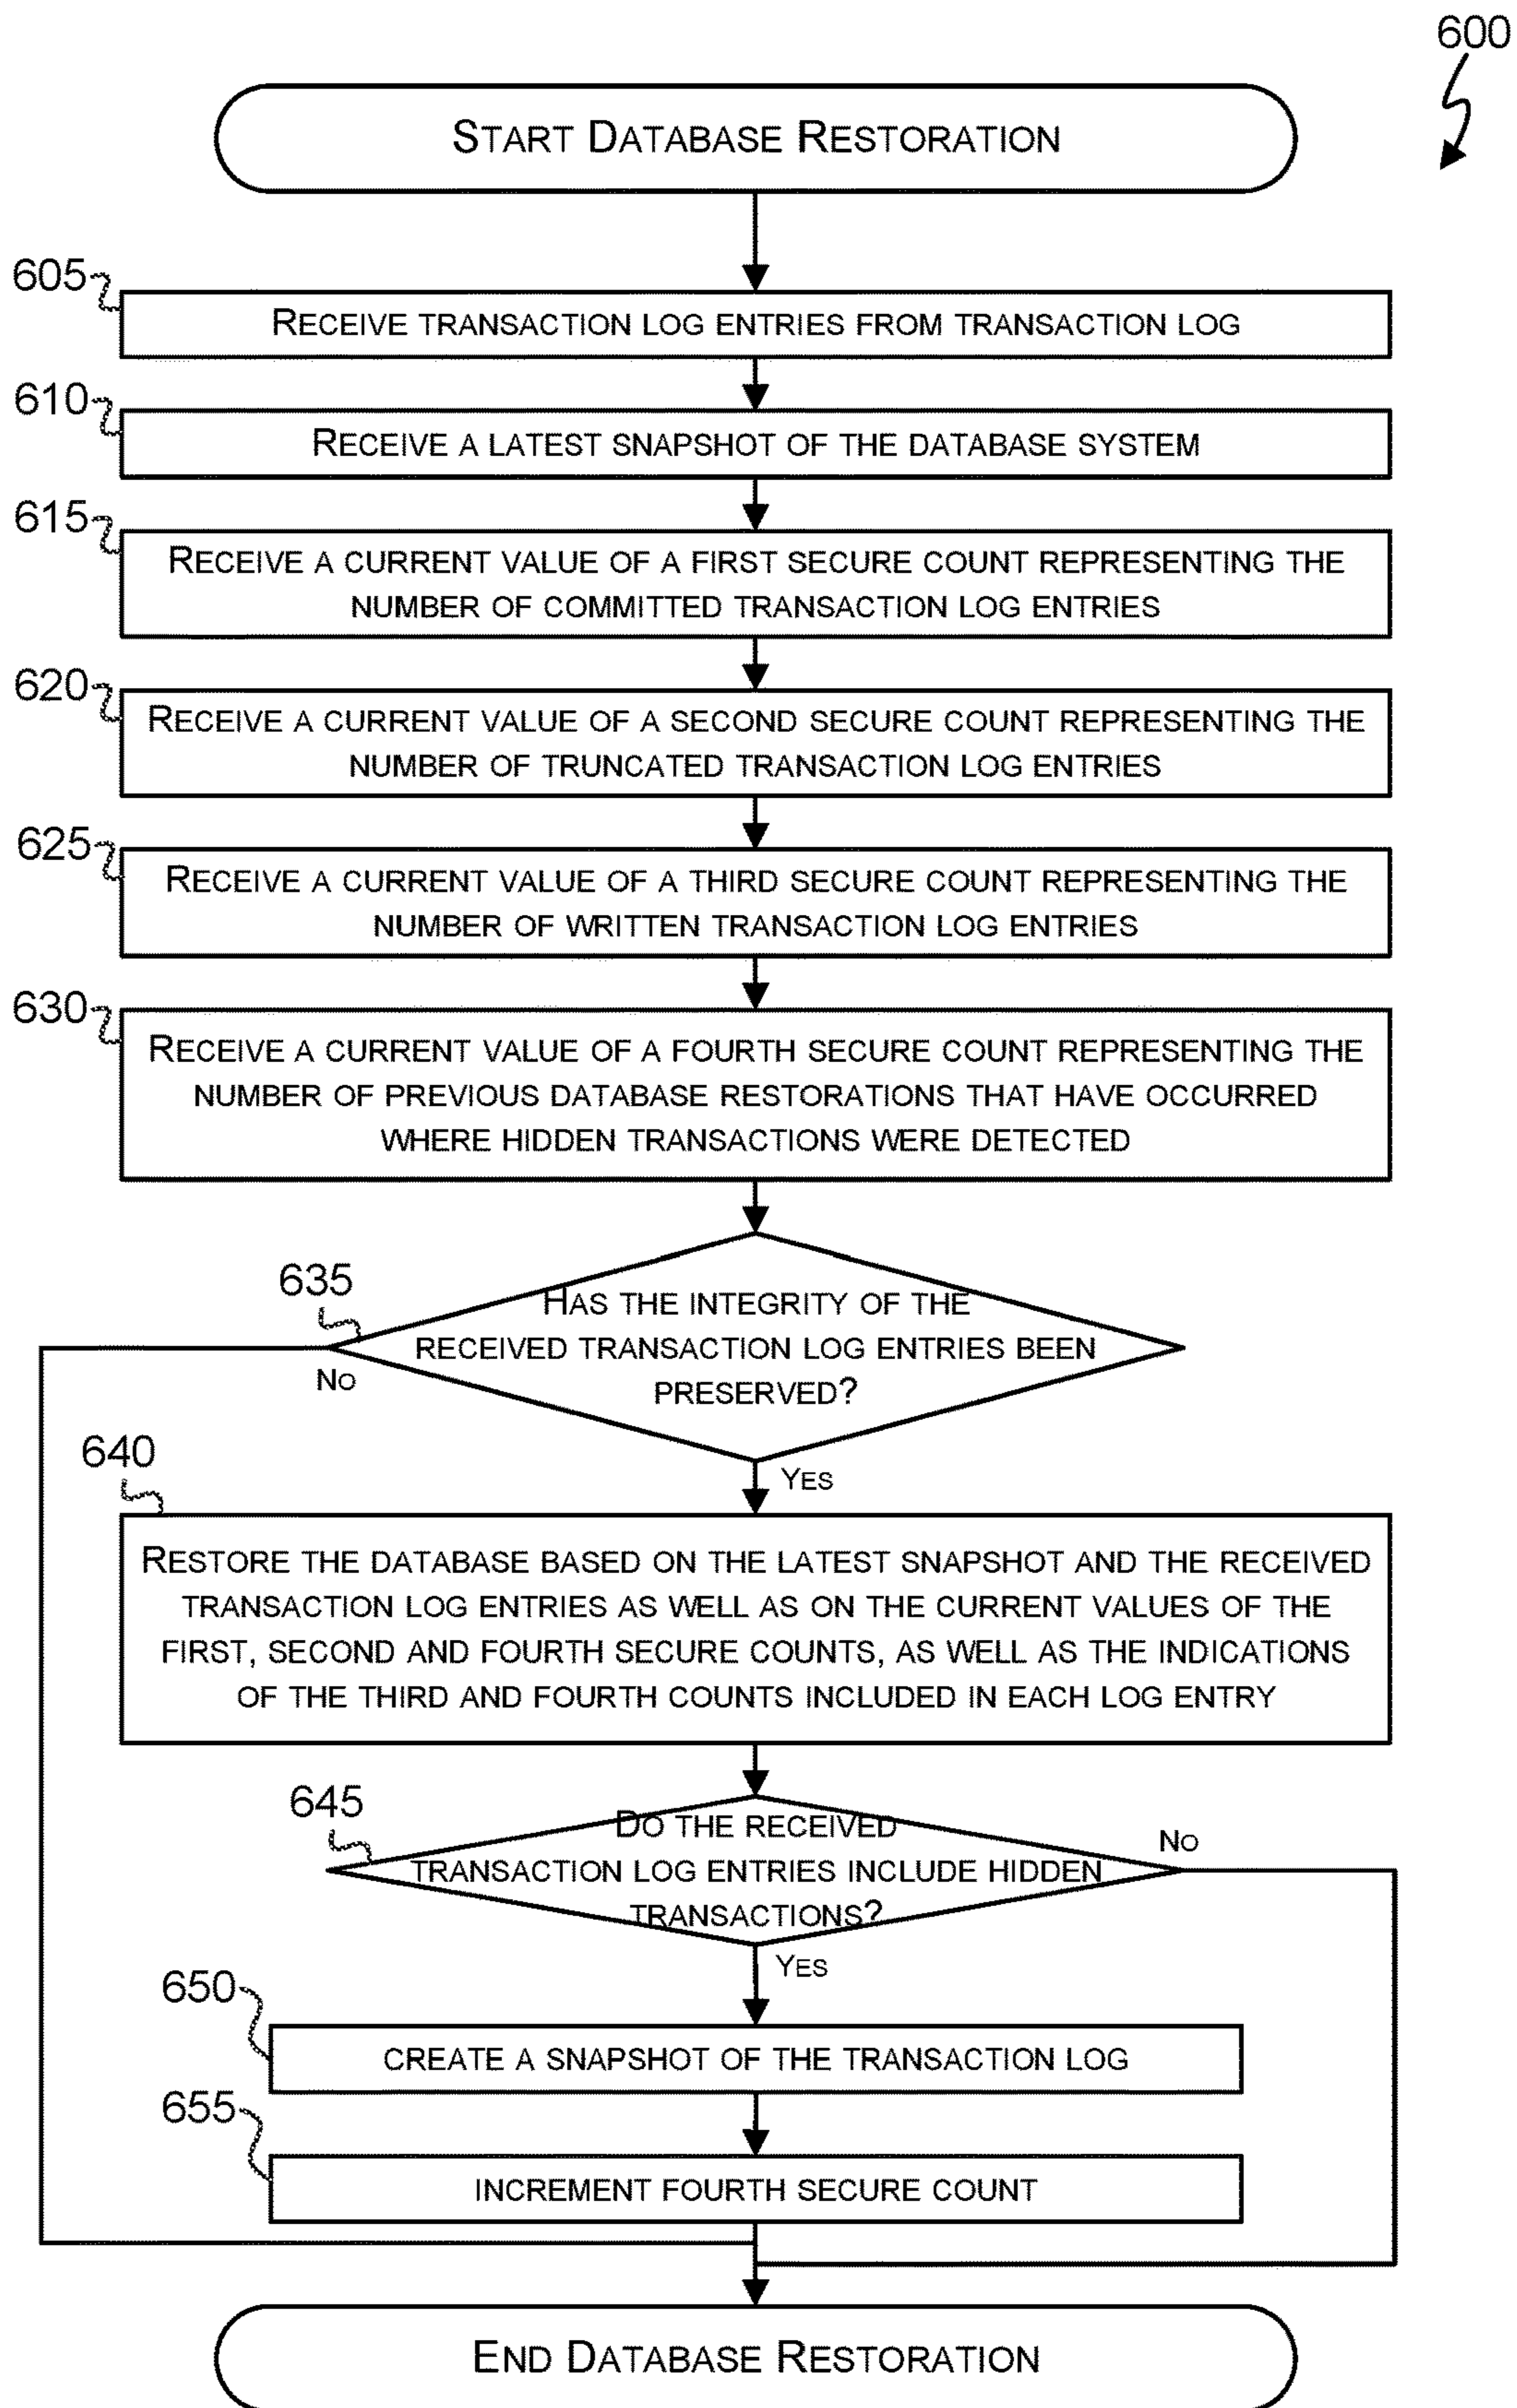 600
START DATABASE RESTORATION
605
RECEIVE TRANSACTION LOG ENTRIES FROM TRANSACTION LOG
610
RECEIVE A LATEST SNAPSHOT OF THE DATABASE SYSTEM
615
RECEIVE A CURRENT VALUE OF A FIRST SECURE COUNT REPRESENTING THE
NUMBER OF COMMITTED TRANSACTION LOG ENTRIES
620
RECEIVE A CURRENT VALUE OF A SECOND SECURE COUNT REPRESENTING THE
NUMBER OF TRUNCATED TRANSACTION LOG ENTRIES
625
RECEIVE A CURRENT VALUE OF A THIRD SECURE COUNT REPRESENTING THE
NUMBER OF WRITTEN TRANSACTION LOG ENTRIES
630
RECEIVE A CURRENT VALUE OF A FOURTH SECURE COUNT REPRESENTING THE
NUMBER OF PREVIOUS DATABASE RESTORATIONS THAT HAVE OCCURRED
WHERE HIDDEN TRANSACTIONS WERE DETECTED
635
HAS THE INTEGRITY OF THE
RECEIVED TRANSACTION LOG ENTRIES BEEN
PRESERVED?
NO
YES
640
RESTORE THE DATABASE BASED ON THE LATEST SNAPSHOT AND THE RECEIVED
TRANSACTION LOG ENTRIES AS WELL AS ON THE CURRENT VALUES OF THE
FIRST, SECOND AND FOURTH SECURE COUNTS, AS WELL AS THE INDICATIONS
OF THE THIRD AND FOURTH COUNTS INCLUDED IN EACH LOG ENTRY
645
DO THE RECEIVED
TRANSACTION LOG ENTRIES INCLUDE HIDDEN
TRANSACTIONS?
NO
YES
650
CREATE A SNAPSHOT OF THE TRANSACTION LOG
655
INCREMENT FOURTH SECURE COUNT
END DATABASE RESTORATION